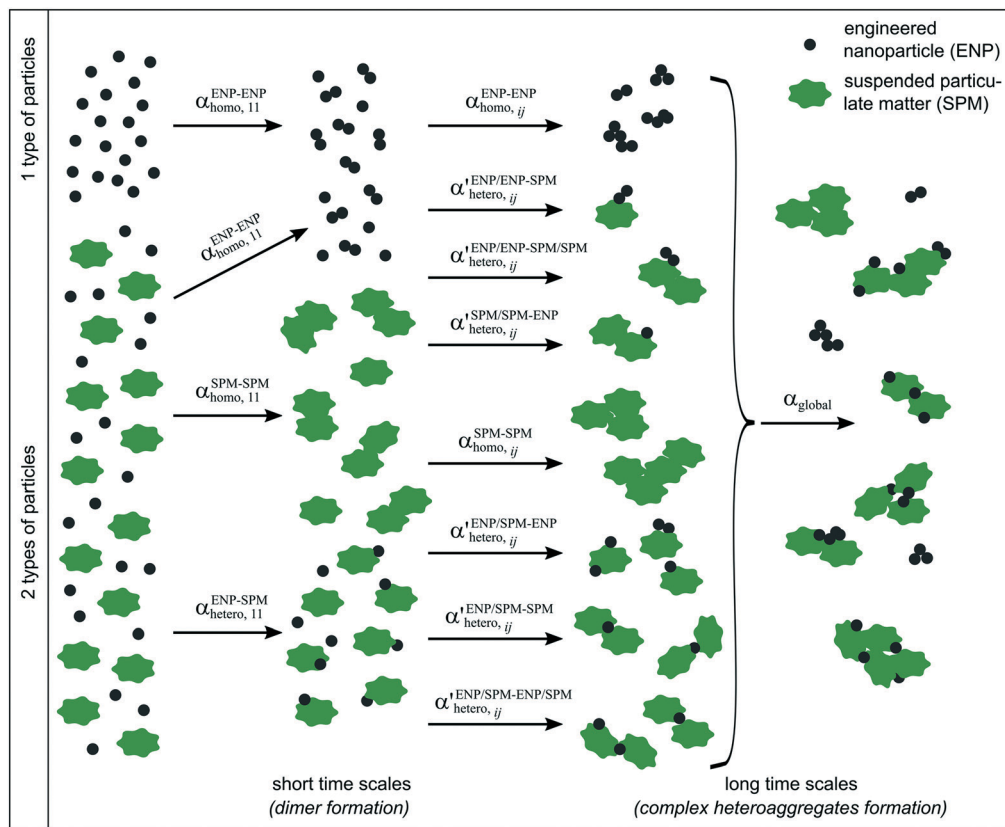 1 type of particles
2 types of particles
engineered
nanoparticle (ENP)
suspended particu-
late matter (SPM)
α^ENP-ENP_homo, 11
α^ENP-ENP_homo, ij
α'^ENP/ENP-SPM_hetero, ij
α^ENP-ENP_homo, 11
α'^ENP/ENP-SPM/SPM_hetero, ij
α'^SPM/SPM-ENP_hetero, ij
α^SPM-SPM_homo, 11
α_global
α^SPM-SPM_homo, ij
α'^ENP/SPM-ENP_hetero, ij
α^ENP-SPM_hetero, 11
α'^ENP/SPM-SPM_hetero, ij
α'^ENP/SPM-ENP/SPM_hetero, ij
short time scales
(dimer formation)
long time scales
(complex heteroaggregates formation)